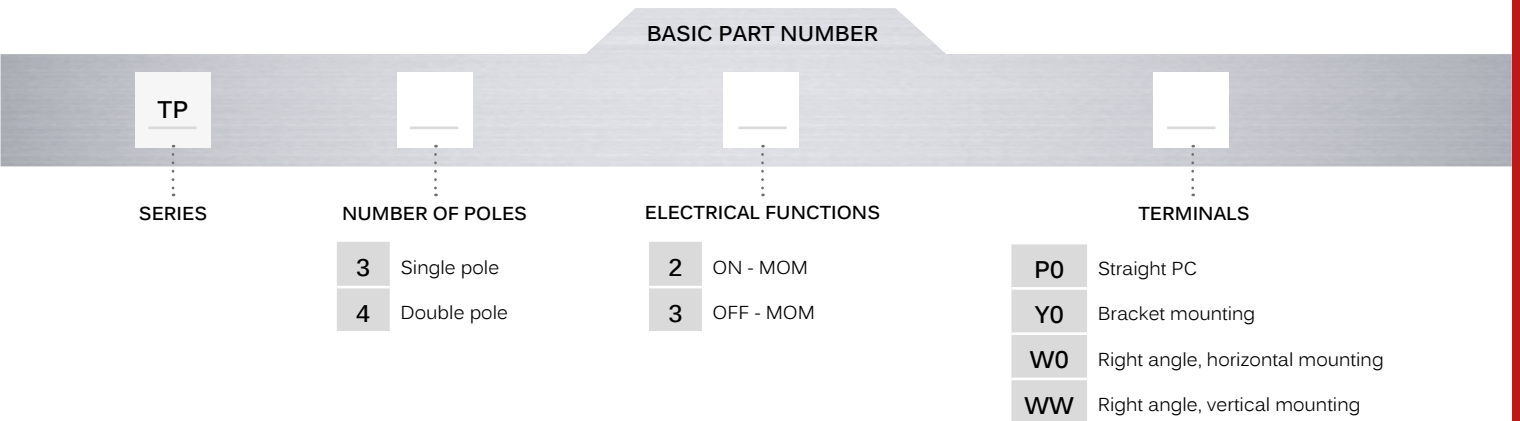 BASIC PART NUMBER
TP
SERIES
NUMBER OF POLES
3 Single pole
4 Double pole
ELECTRICAL FUNCTIONS
2 ON - MOM
3 OFF - MOM
TERMINALS
P0 Straight PC
Y0 Bracket mounting
W0 Right angle, horizontal mounting
WW Right angle, vertical mounting